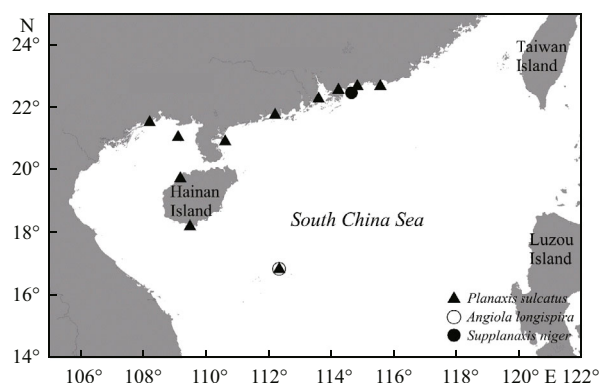 N
24°
22°
20°
18°
16°
14°
Taiwan
Island
Hainan
Island
South China Sea
Luzou
Island
Planaxis sulcatus
Angiola longispira
Supplanaxis niger
106° 108° 110° 112° 114° 116° 118° 120° E 122°